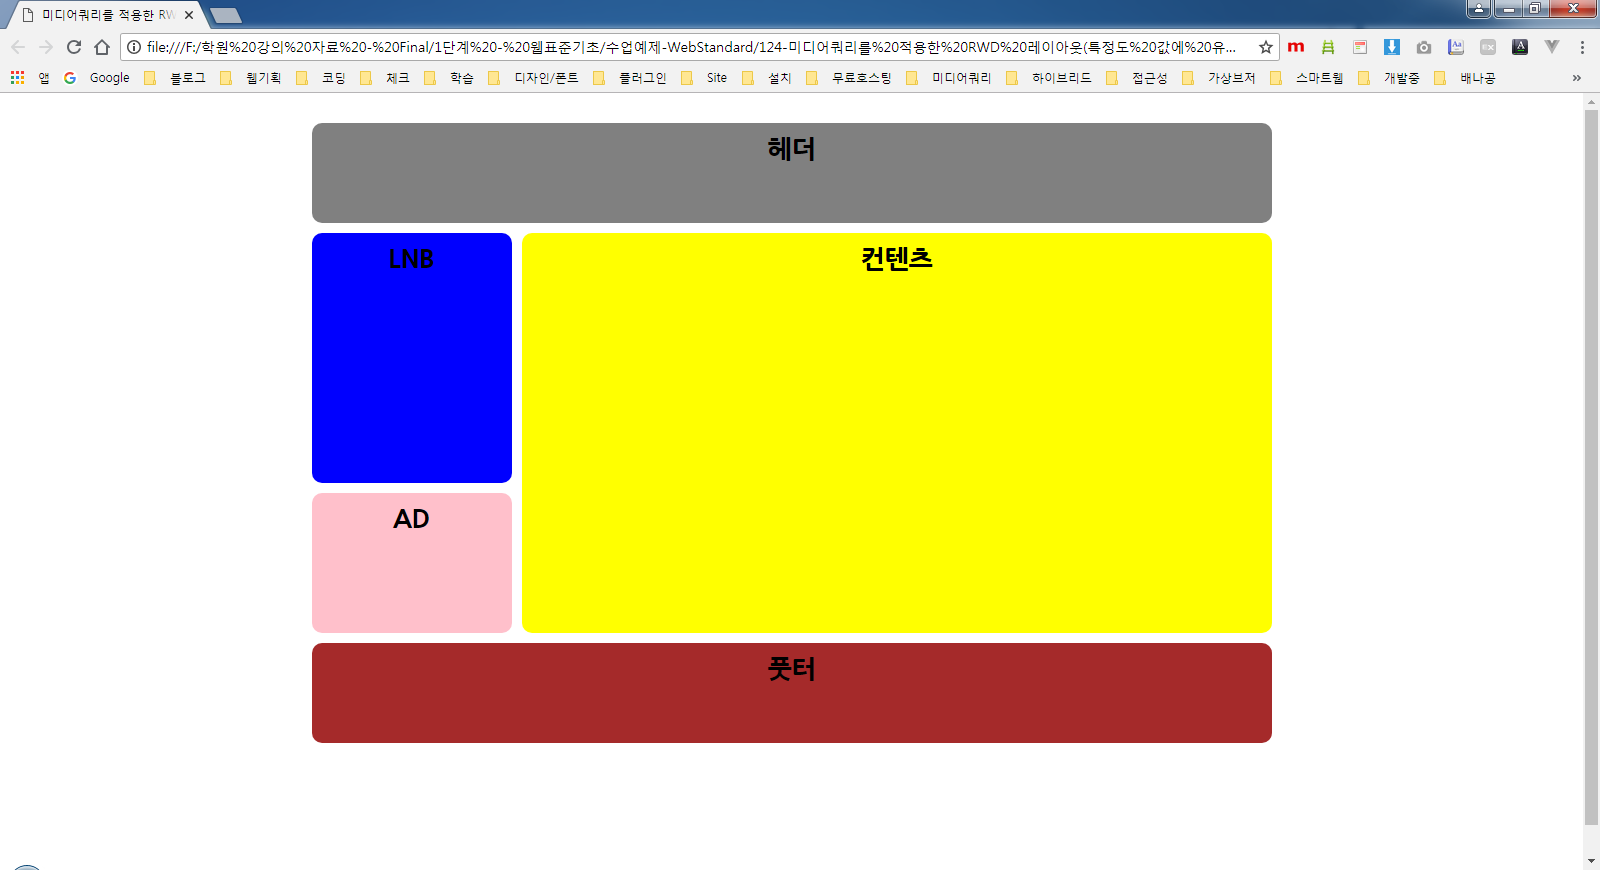 미디어쿼리를 적용한 RW
file:///F:/학원%20강의%20자료%20-%20Final/1단계%20-%20웹표준기초/수업예제-WebStandard/124-미디어쿼리를%20적용한%20RWD%20레이아웃(특정도%20값에%20유...
앱 Google 블로그 웹기획 코딩 체크 학습 디자인/폰트 플러그인 Site 설치 무료호스팅 미디어쿼리 하이브리드 접근성 가상브저 스마트웹 개발중 배나공 »
헤더
LNB
컨텐츠
AD
풋터